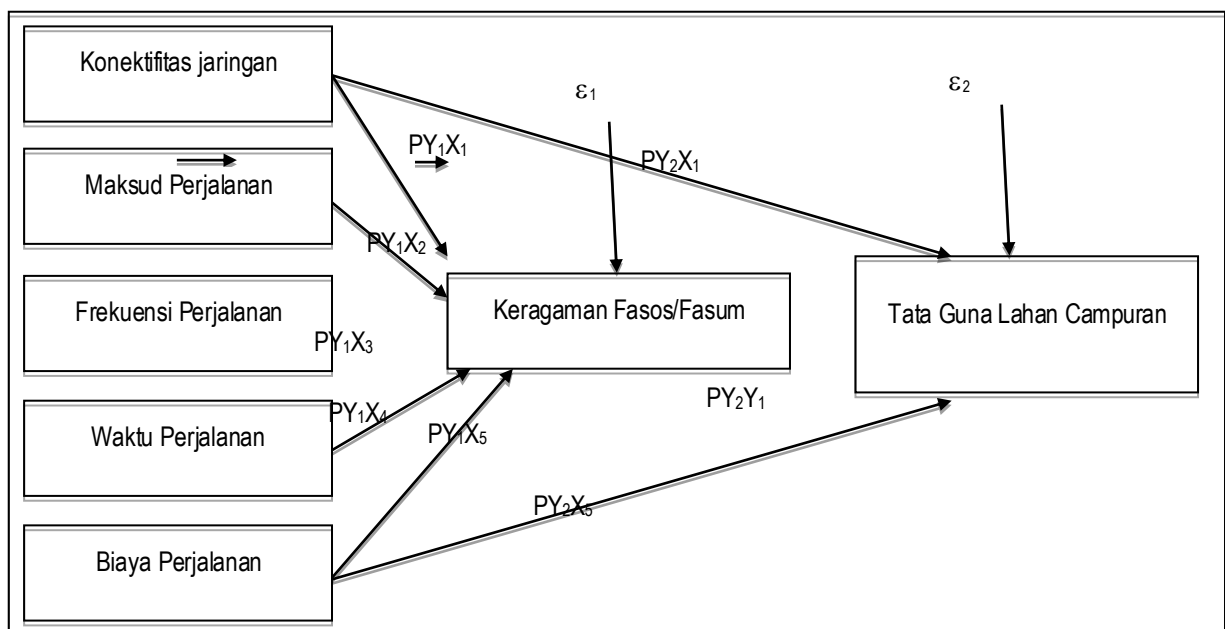 Konektifitas jaringan
ε₁
ε₂
PY₁X₁
PY₂X₁
Maksud Perjalanan
PY₁X₂
Frekuensi Perjalanan
Keragaman Fasos/Fasum
Tata Guna Lahan Campuran
PY₁X₃
PY₂Y₁
PY₁X₄
Waktu Perjalanan
PY₁X₅
PY₂X₅
Biaya Perjalanan